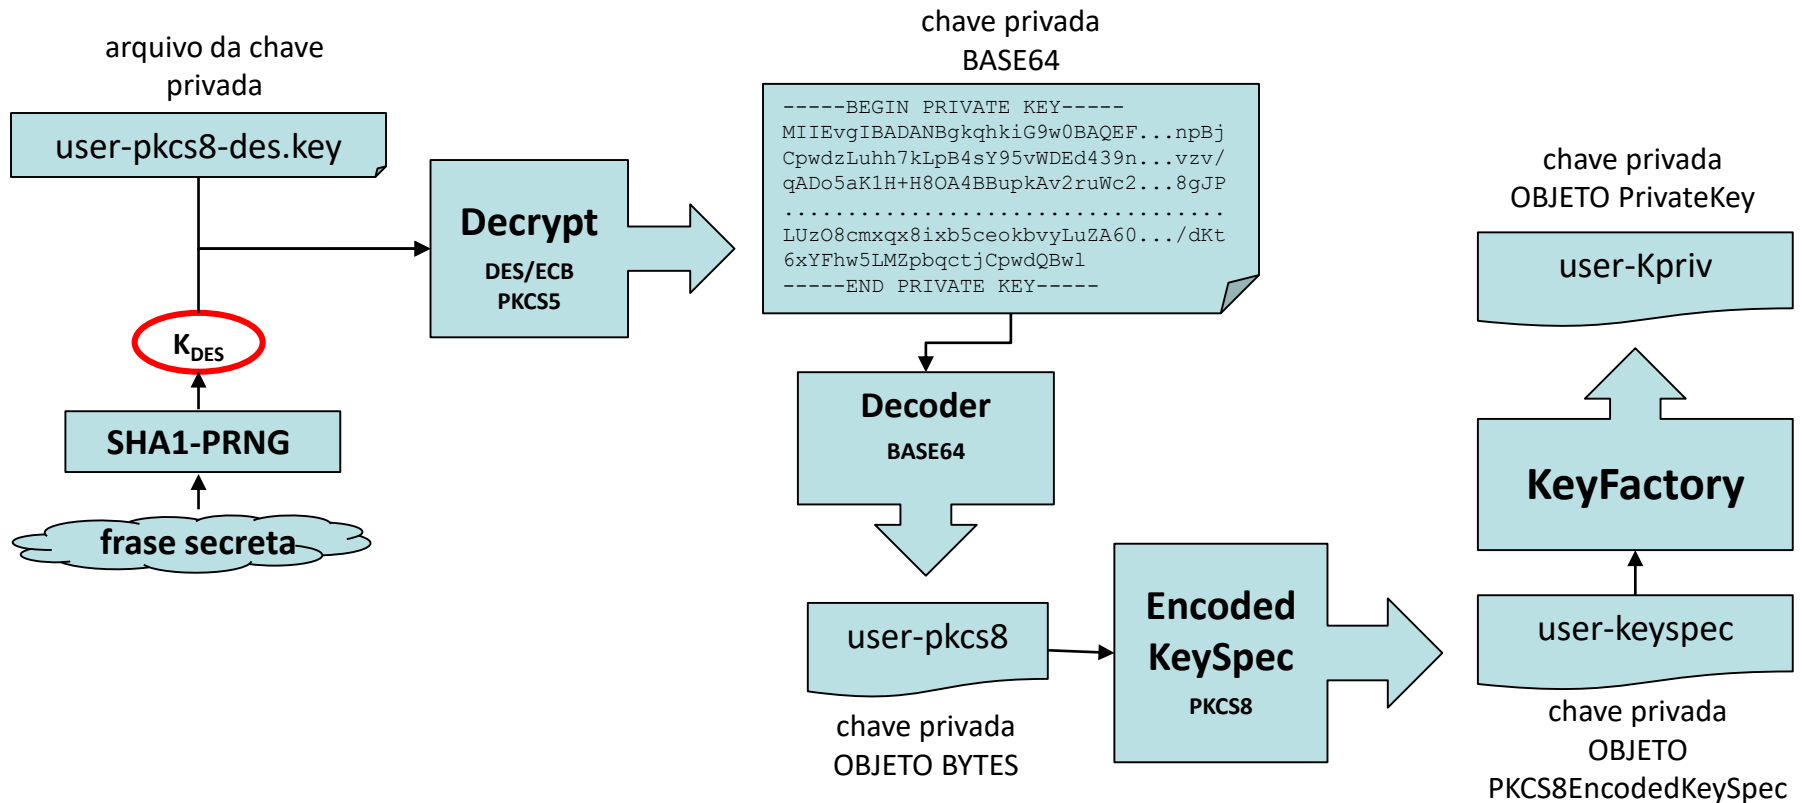 arquivo da chave
privada
user-pkcs8-des.key
K DES
SHA1-PRNG
frase secreta
Decrypt
DES/ECB
PKCS5
chave privada
BASE64
-----BEGIN PRIVATE KEY-----
MIIEvgIBADANBgkqhkiG9w0BAQEF...npBj
CpwdzLuhh7kLpB4sY95vWDEd439n...vzv/
qADo5aK1H+H8OA4BBupkAv2ruWc2...8gJP
...................................
LUzO8cmxqx8ixb5ceokbvyLuZA60.../dKt
6xYFhw5LMZpbqctjCpwdQBwl
-----END PRIVATE KEY-----
Decoder
BASE64
user-pkcs8
chave privada
OBJETO BYTES
Encoded
KeySpec
PKCS8
chave privada
OBJETO PrivateKey
user-Kpriv
KeyFactory
user-keyspec
chave privada
OBJETO
PKCS8EncodedKeySpec